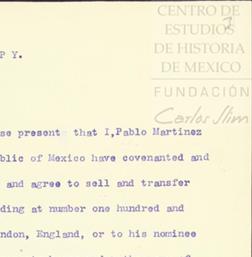 CENTRO DE
ESTUDIOS
DE HISTORIA
DE MEXICO
FUNDACIÓN
Carlos Slim
P Y.
se present that I,Pablo Martinez
public of Mexico have covenanted and
and agree to sell and transfer
ding at number one hundred and
ndon, England, or to his nominee